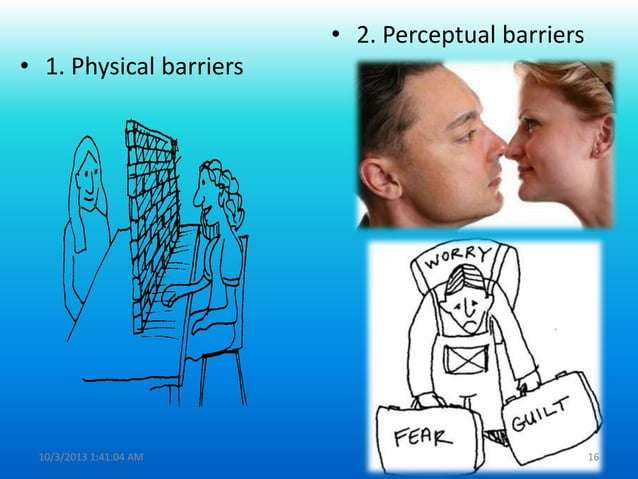 • 1. Physical barriers
• 2. Perceptual barriers
WORRY
FEAR
GUILT
10/3/2013 1:41:04 AM
16